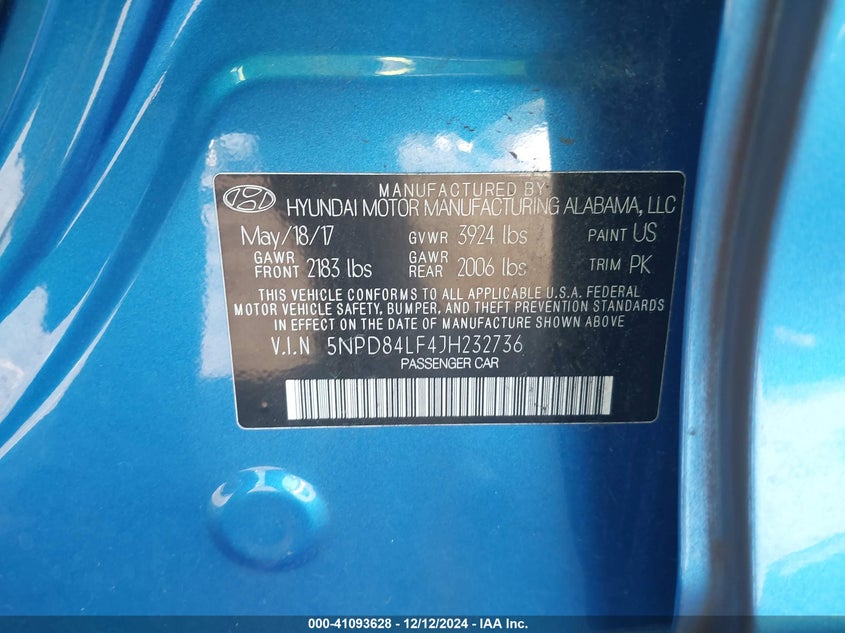 MANUFACTURED BY
HYUNDAI MOTOR MANUFACTURING ALABAMA, LLC
May/18/17 GVWR 3924 lbs PAINT US
GAWR FRONT 2183 lbs GAWR REAR 2006 lbs TRIM PK
THIS VEHICLE CONFORMS TO ALL APPLICABLE U.S.A. FEDERAL
MOTOR VEHICLE SAFETY, BUMPER, AND THEFT PREVENTION STANDARDS
IN EFFECT ON THE DATE OF MANUFACTURE SHOWN ABOVE
V.I.N 5NPD84LF4JH232736
PASSENGER CAR
000-41093628 - 12/12/2024 - IAA Inc.